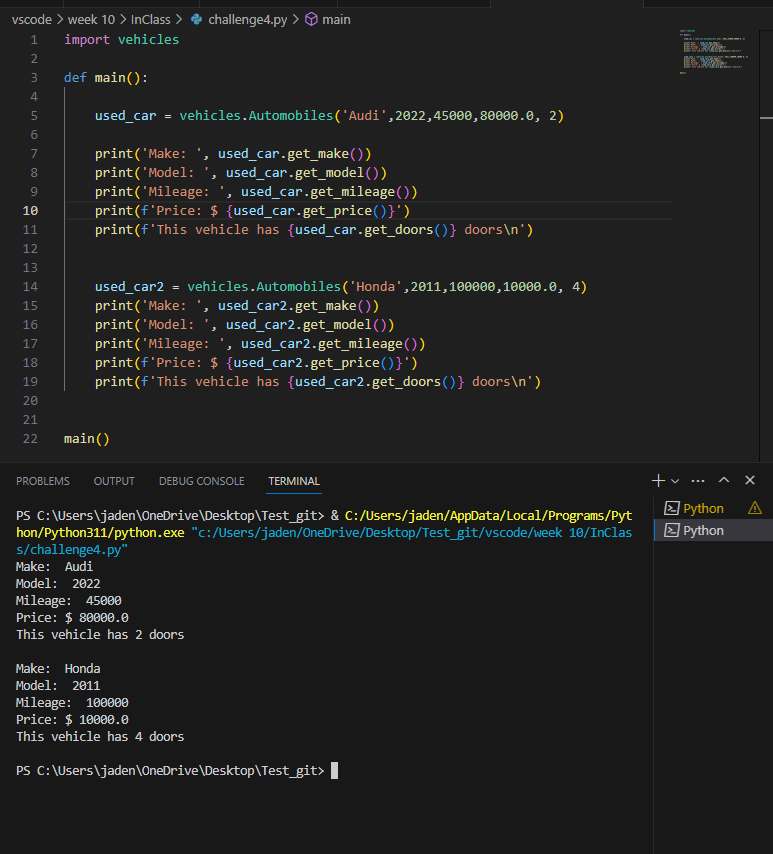 vscode > week 10 > InClass > challenge4.py > main
1 import vehicles
2
3 def main():
4
5     used_car = vehicles.Automobiles('Audi',2022,45000,80000.0, 2)
6
7     print('Make: ', used_car.get_make())
8     print('Model: ', used_car.get_model())
9     print('Mileage: ', used_car.get_mileage())
10     print(f'Price: $ {used_car.get_price()}')
11     print(f'This vehicle has {used_car.get_doors()} doors\n')
12
13
14     used_car2 = vehicles.Automobiles('Honda',2011,100000,10000.0, 4)
15     print('Make: ', used_car2.get_make())
16     print('Model: ', used_car2.get_model())
17     print('Mileage: ', used_car2.get_mileage())
18     print(f'Price: $ {used_car2.get_price()}')
19     print(f'This vehicle has {used_car2.get_doors()} doors\n')
20
21
22 main()
PROBLEMS OUTPUT DEBUG CONSOLE TERMINAL
PS C:\Users\jaden\OneDrive\Desktop\Test_git> & C:/Users/jaden/AppData/Local/Programs/Pyt
hon/Python311/python.exe "c:/Users/jaden/OneDrive/Desktop/Test_git/vscode/week 10/InClas
s/challenge4.py"
Make:  Audi
Model:  2022
Mileage:  45000
Price: $ 80000.0
This vehicle has 2 doors

Make:  Honda
Model:  2011
Mileage:  100000
Price: $ 10000.0
This vehicle has 4 doors

PS C:\Users\jaden\OneDrive\Desktop\Test_git>
Python
Python